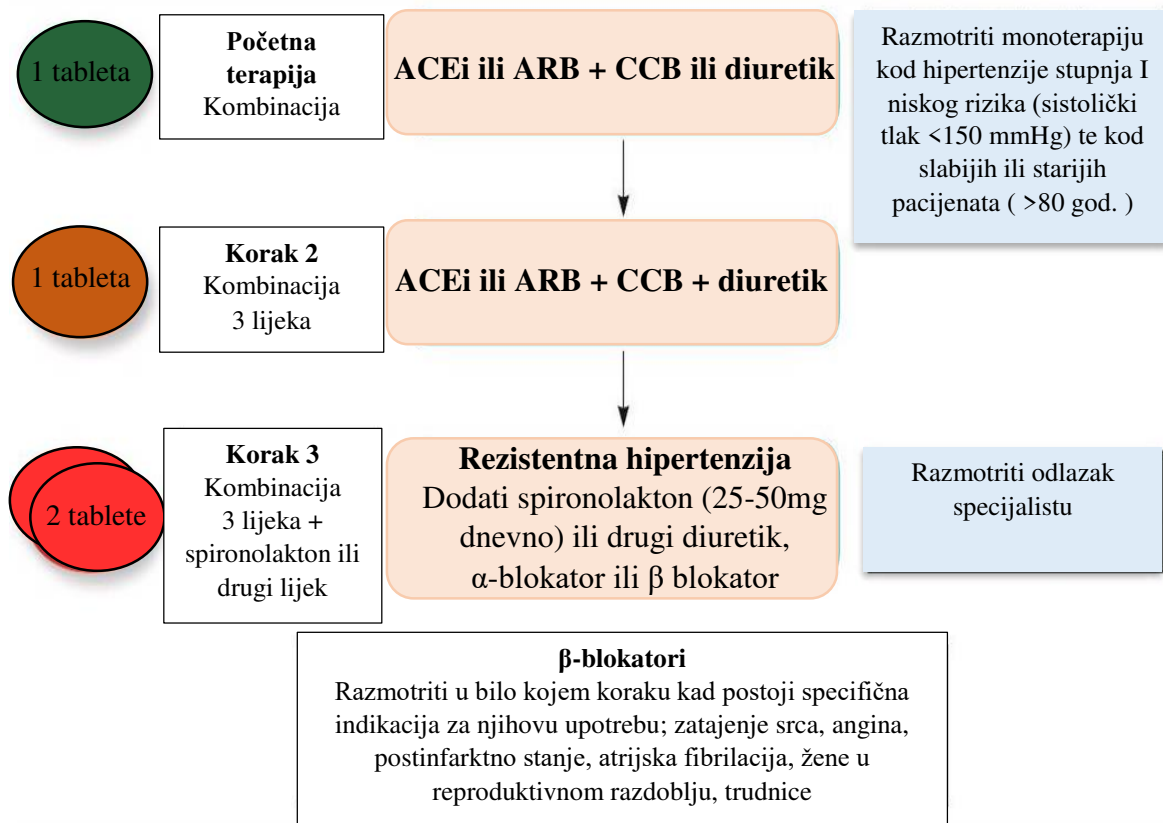 1 tableta
Početna
terapija
Kombinacija
ACEi ili ARB + CCB ili diuretik
Razmotriti monoterapiju
kod hipertenzije stupnja I
niskog rizika (sistolički
tlak <150 mmHg) te kod
slabijih ili starijih
pacijenata ( >80 god. )
1 tableta
Korak 2
Kombinacija
3 lijeka
ACEi ili ARB + CCB + diuretik
2 tablete
Korak 3
Kombinacija
3 lijeka +
spironolakton ili
drugi lijek
Rezistentna hipertenzija
Dodati spironolakton (25-50mg
dnevno) ili drugi diuretik,
α-blokator ili β blokator
Razmotriti odlazak
specijalistu
β-blokatori
Razmotriti u bilo kojem koraku kad postoji specifična
indikacija za njihovu upotrebu; zatajenje srca, angina,
postinfarktno stanje, atrijska fibrilacija, žene u
reproduktivnom razdoblju, trudnice